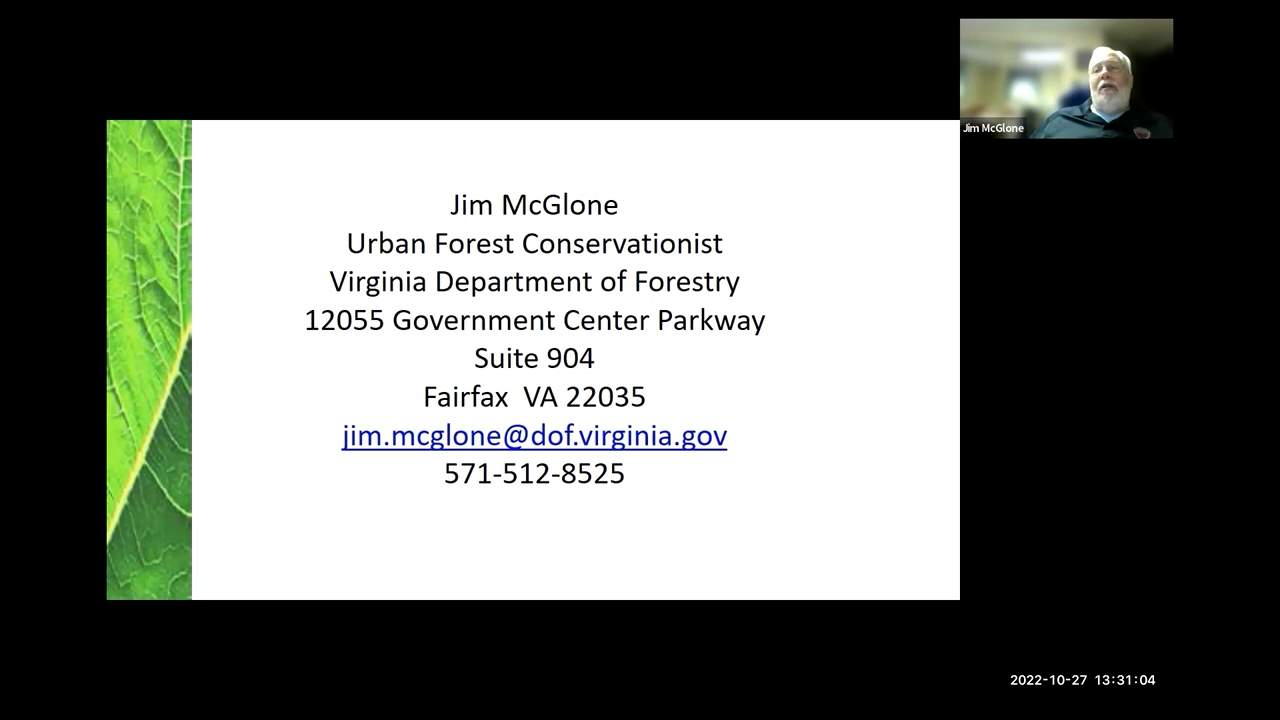 Jim McGlone
Jim McGlone
Urban Forest Conservationist
Virginia Department of Forestry
12055 Government Center Parkway
Suite 904
Fairfax  VA 22035
jim.mcglone@dof.virginia.gov
571-512-8525
2022-10-27 13:31:04